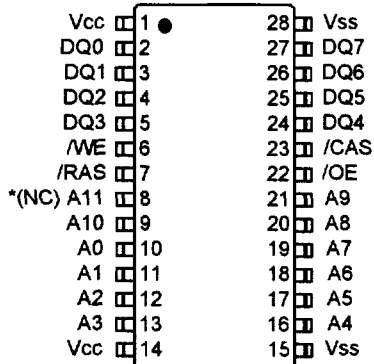 Vcc 1 28 Vss
DQ0 2 27 DQ7
DQ1 3 26 DQ6
DQ2 4 25 DQ5
DQ3 5 24 DQ4
/WE 6 23 /CAS
/RAS 7 22 /OE
*(NC) A11 8 21 A9
A10 9 20 A8
A0 10 19 A7
A1 11 18 A6
A2 12 17 A5
A3 13 16 A4
Vcc 14 15 Vss